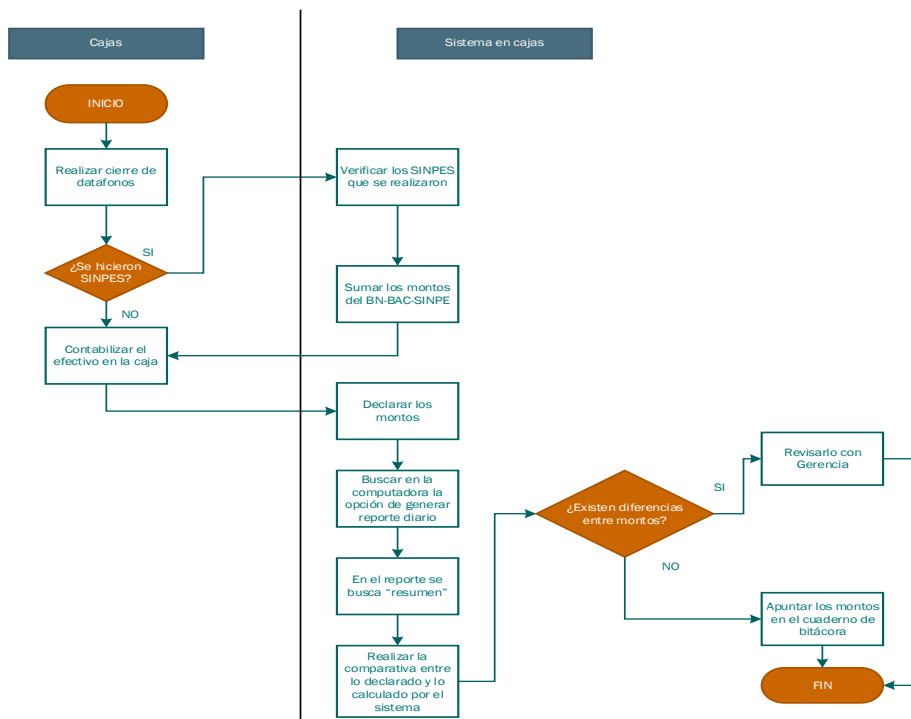 Cajas
Sistema en cajas
INICIO
Realizar cierre de
datafonos
Verificar los SINPES
que se realizaron
SI
¿Se hicieron
SINPES?
Sumar los montos
del BN-BAC-SINPE
NO
Contabilizar el
efectivo en la caja
Declarar los
montos
Revisarlo con
Gerencia
Buscar en la
computadora la
opción de generar
reporte diario
SI
¿Existen diferencias
entre montos?
NO
En el reporte se
busca “resumen”
Apuntar los montos
en el cuaderno de
bitácora
Realizar la
comparativa entre
lo declarado y lo
calculado por el
sistema
FIN